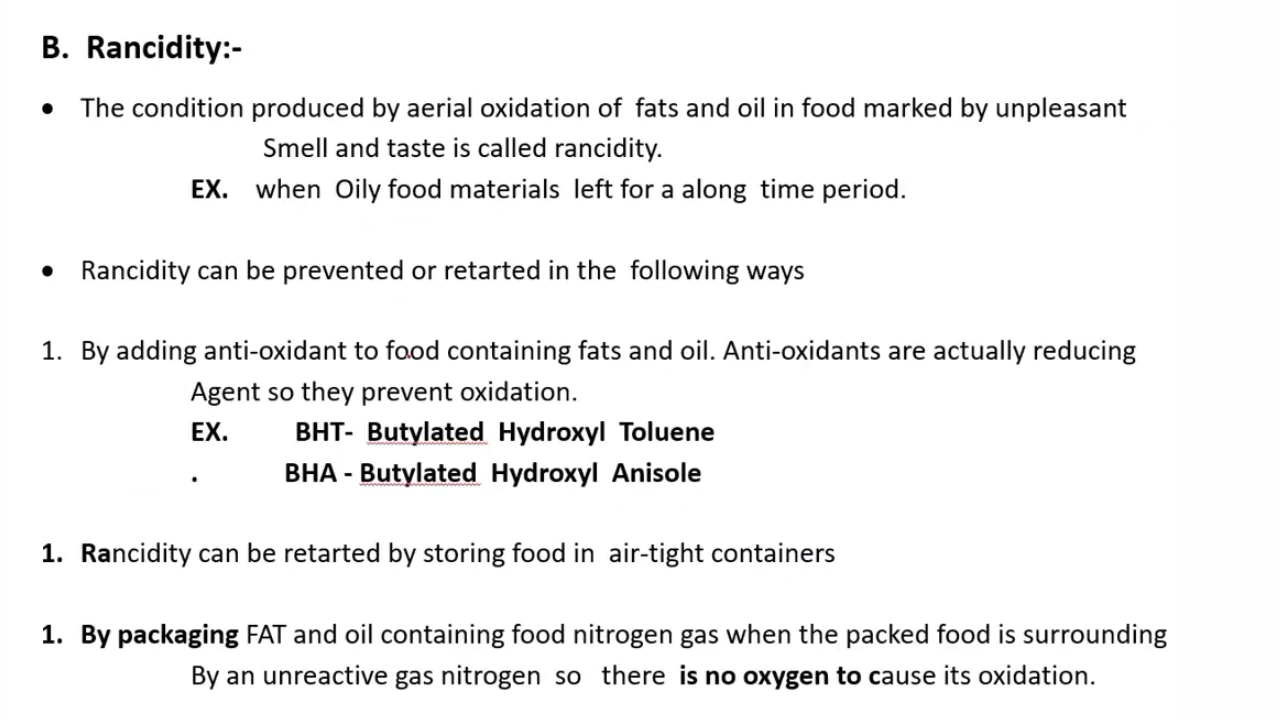 B. Rancidity:-
• The condition produced by aerial oxidation of fats and oil in food marked by unpleasant
Smell and taste is called rancidity.
EX. when Oily food materials left for a along time period.
• Rancidity can be prevented or retarted in the following ways
1. By adding anti-oxidant to food containing fats and oil. Anti-oxidants are actually reducing
Agent so they prevent oxidation.
EX. BHT- Butylated Hydroxyl Toluene
. BHA - Butylated Hydroxyl Anisole
1. Rancidity can be retarted by storing food in air-tight containers
1. By packaging FAT and oil containing food nitrogen gas when the packed food is surrounding
By an unreactive gas nitrogen so there is no oxygen to cause its oxidation.